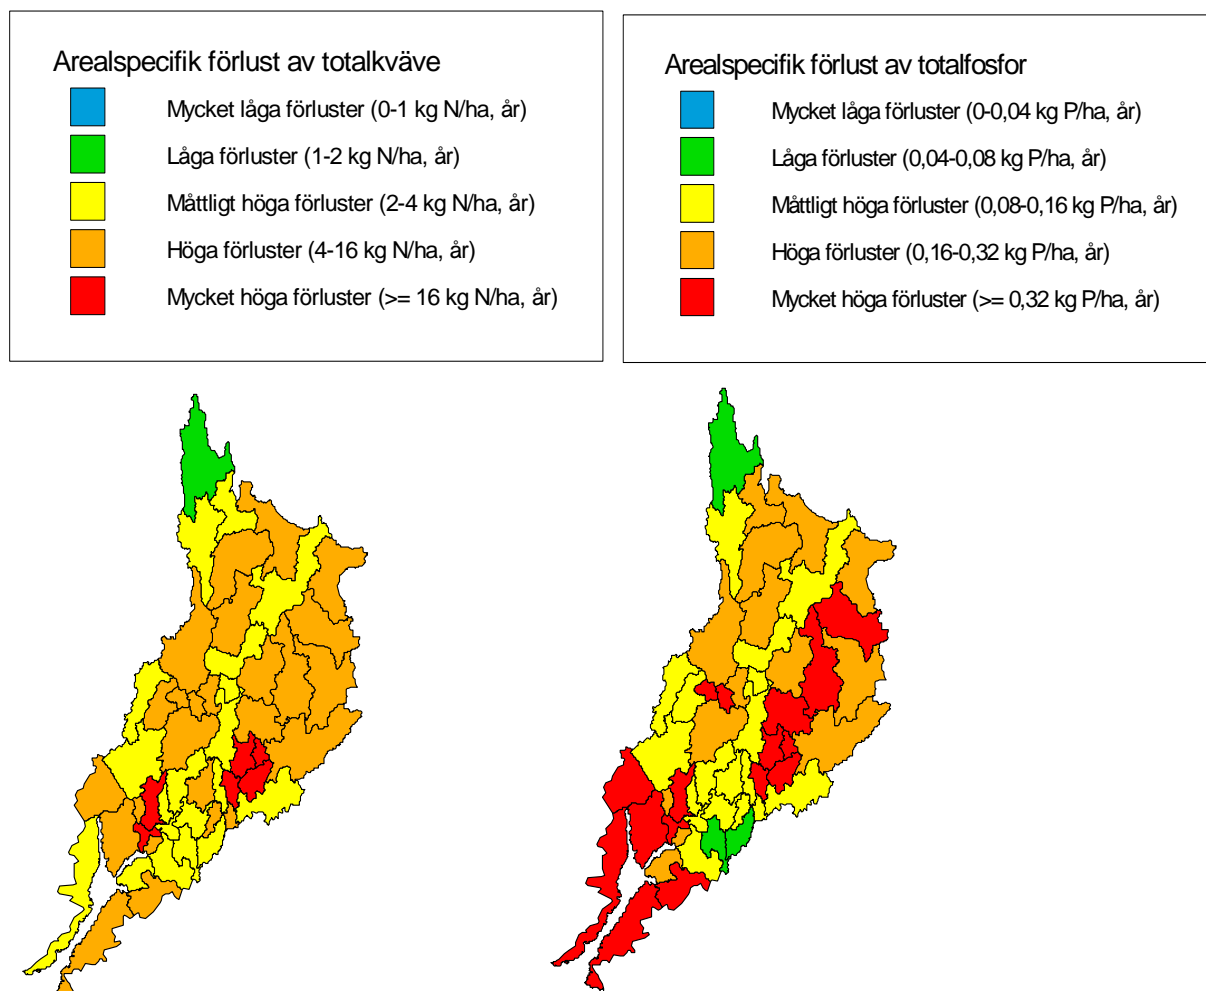 Arealspecifik förlust av totalkväve
Mycket låga förluster (0-1 kg N/ha, år)
Låga förluster (1-2 kg N/ha, år)
Måttligt höga förluster (2-4 kg N/ha, år)
Höga förluster (4-16 kg N/ha, år)
Mycket höga förluster (>= 16 kg N/ha, år)
Arealspecifik förlust av totalfosfor
Mycket låga förluster (0-0,04 kg P/ha, år)
Låga förluster (0,04-0,08 kg P/ha, år)
Måttligt höga förluster (0,08-0,16 kg P/ha, år)
Höga förluster (0,16-0,32 kg P/ha, år)
Mycket höga förluster (>= 0,32 kg P/ha, år)